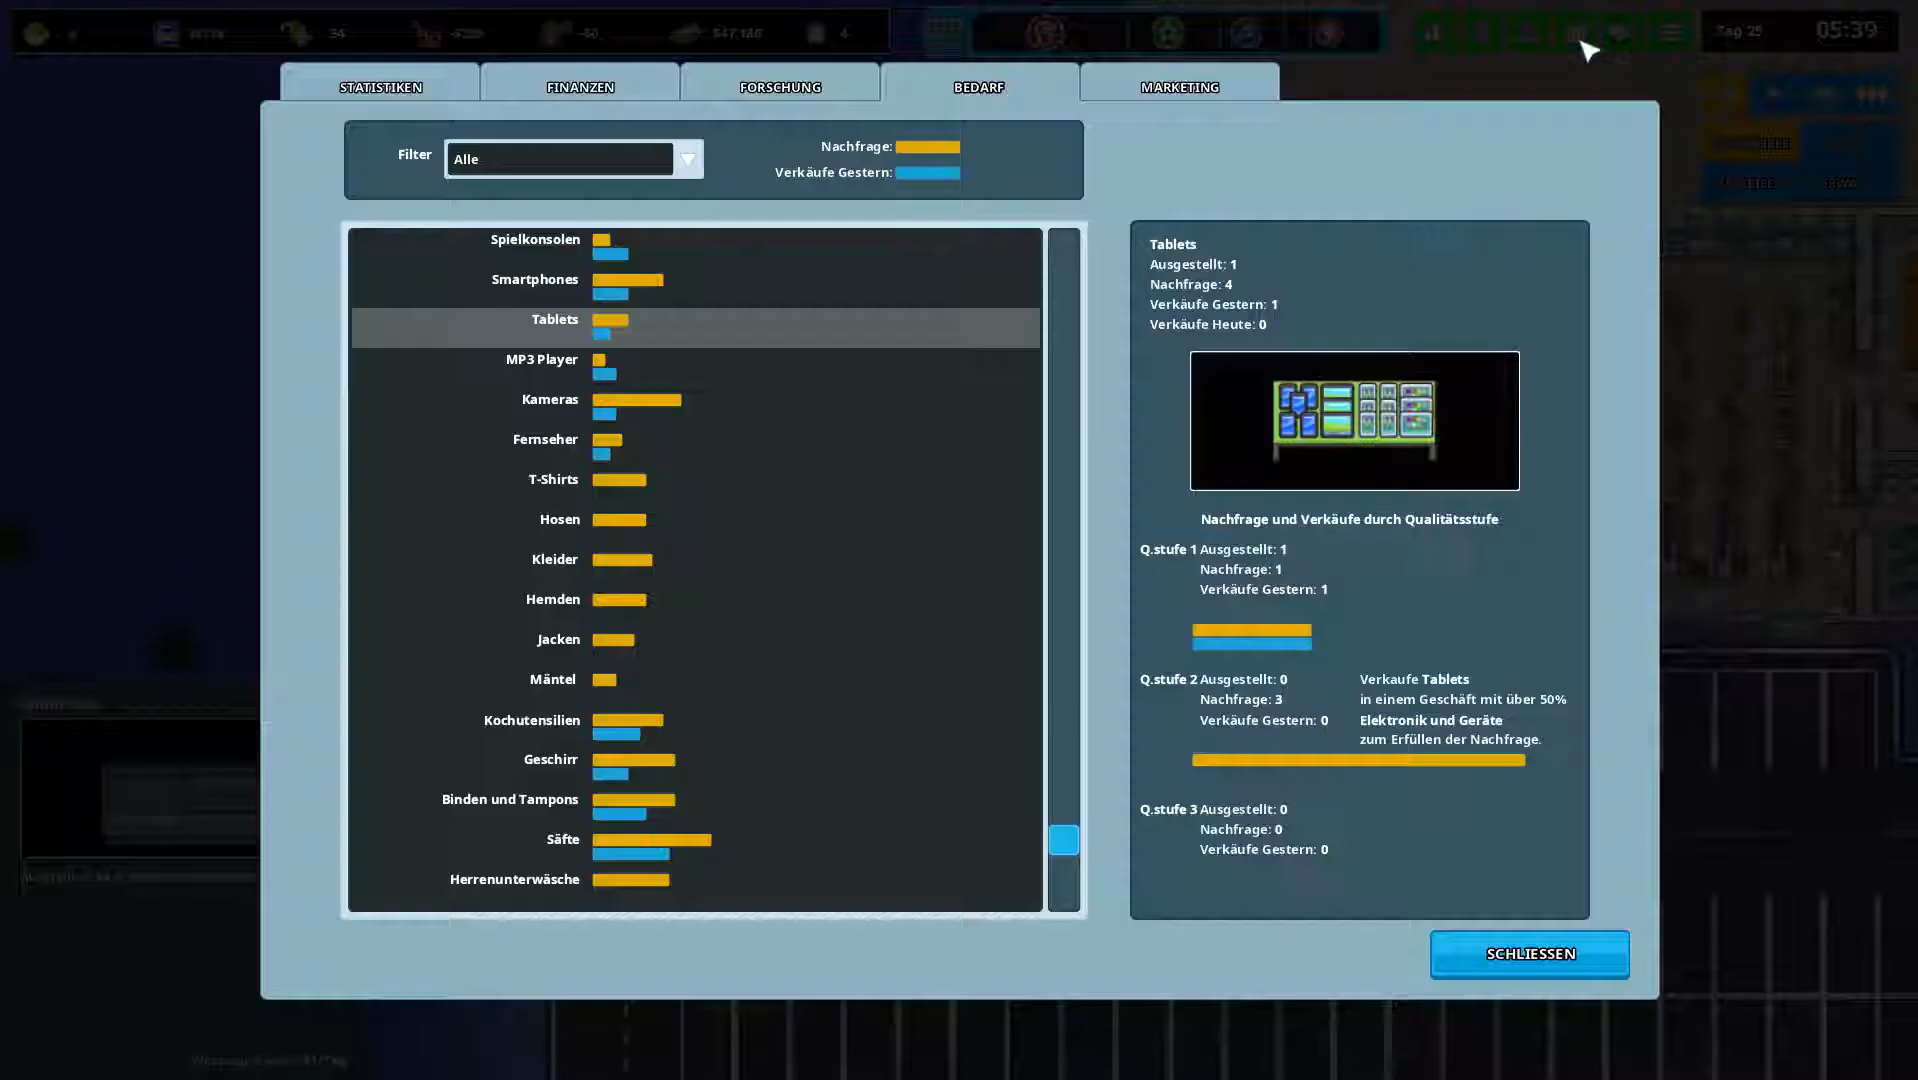 Tag 25
05:39
STATISTIKEN
FINANZEN
FORSCHUNG
BEDARF
MARKETING
Filter
Alle
Nachfrage:
Verkäufe Gestern:
Spielkonsolen
Smartphones
Tablets
MP3 Player
Kameras
Fernseher
T-Shirts
Hosen
Kleider
Hemden
Jacken
Mäntel
Kochutensilien
Geschirr
Binden und Tampons
Säfte
Herrenunterwäsche
Tablets
Ausgestellt: 1
Nachfrage: 4
Verkäufe Gestern: 1
Verkäufe Heute: 0
Nachfrage und Verkäufe durch Qualitätsstufe
Q.stufe 1 Ausgestellt: 1
Nachfrage: 1
Verkäufe Gestern: 1
Q.stufe 2 Ausgestellt: 0
Nachfrage: 3
Verkäufe Gestern: 0
Verkaufe Tablets
in einem Geschäft mit über 50%
Elektronik und Geräte
zum Erfüllen der Nachfrage.
Q.stufe 3 Ausgestellt: 0
Nachfrage: 0
Verkäufe Gestern: 0
SCHLIESSEN